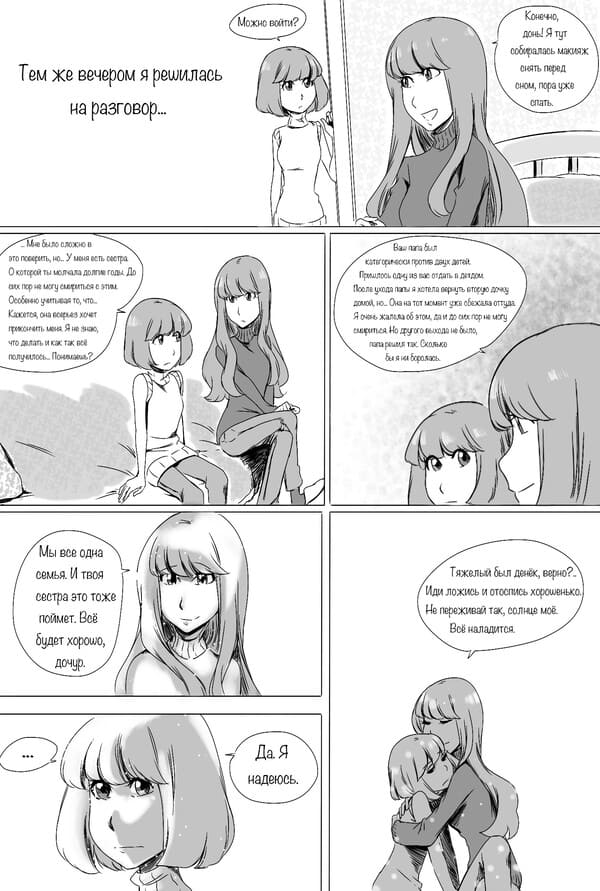 Тем же вечером я решилась
на разговор...
Можно войти?
Конечно,
донь! Я тут
собиралась макияж
снять перед
сном, пора уже
спать.
... Мне было сложно в
это поверить, но... У меня есть сестра.
О которой ты молчала долгие годы. До
сих пор не могу смириться с этим.
Особенно учитывая то, что...
Кажется, она всерьёз хочет
прикончить меня. Я не знаю,
что делать и как так всё
получилось... Понимаешь?
Ваш папа был
категорически против двух детей.
Пришлось одну из вас отдать в детдом.
После ухода папы я хотела вернуть вторую дочку
домой, но... Она на тот момент уже сбежала оттуда.
Я очень жалела об этом, да и до сих пор не могу
смириться. Но другого выхода не было,
папа решил так. Сколько
бы я ни боролась.
Мы все одна
семья. И твоя
сестра это тоже
поймет. Всё
будет хорошо,
дочур.
...
Да. Я
надеюсь.
Тяжелый был денёк, верно?..
Иди ложись и отоспись хорошенько.
Не переживай так, солнце моё.
Всё наладится.